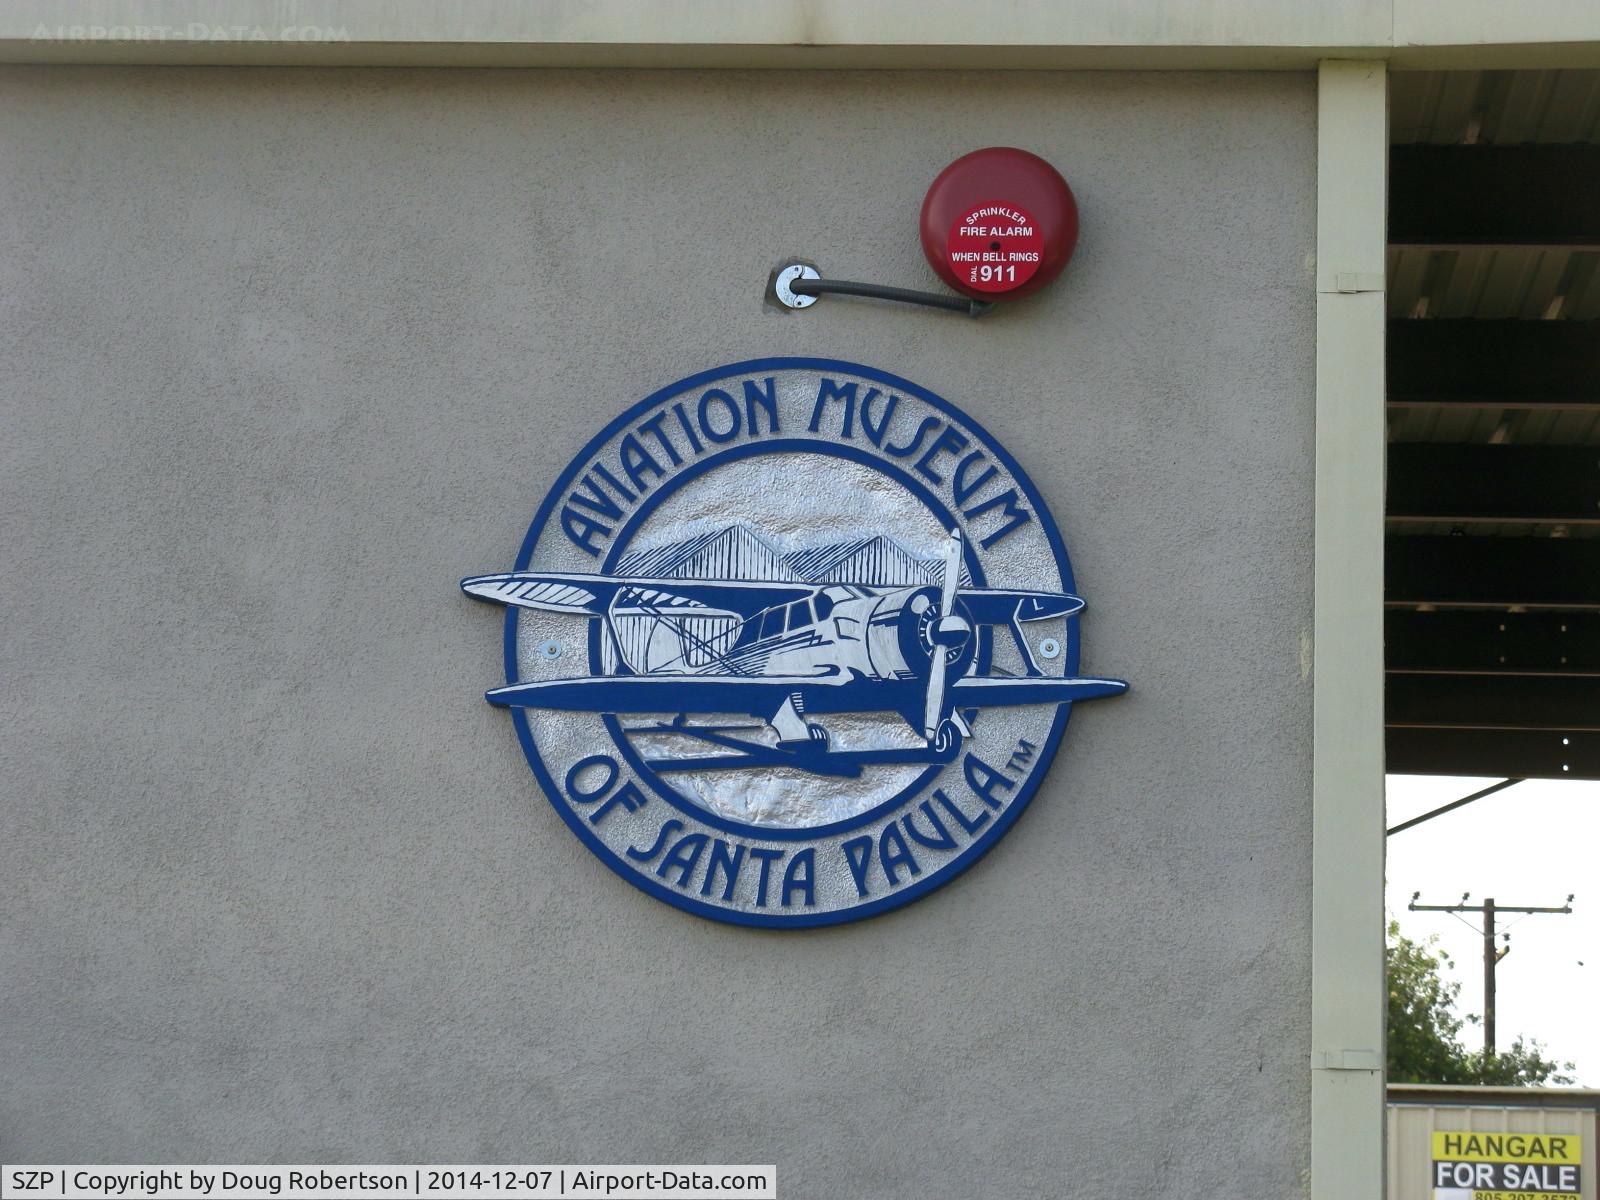 Airport-Data.com
SPRINKLER
FIRE ALARM
WHEN BELL RINGS
DIAL 911
AVIATION MUSEUM
L
OF SANTA PAULA™
HANGAR
FOR SALE
SZP | Copyright by Doug Robertson | 2014-12-07 | Airport-Data.com